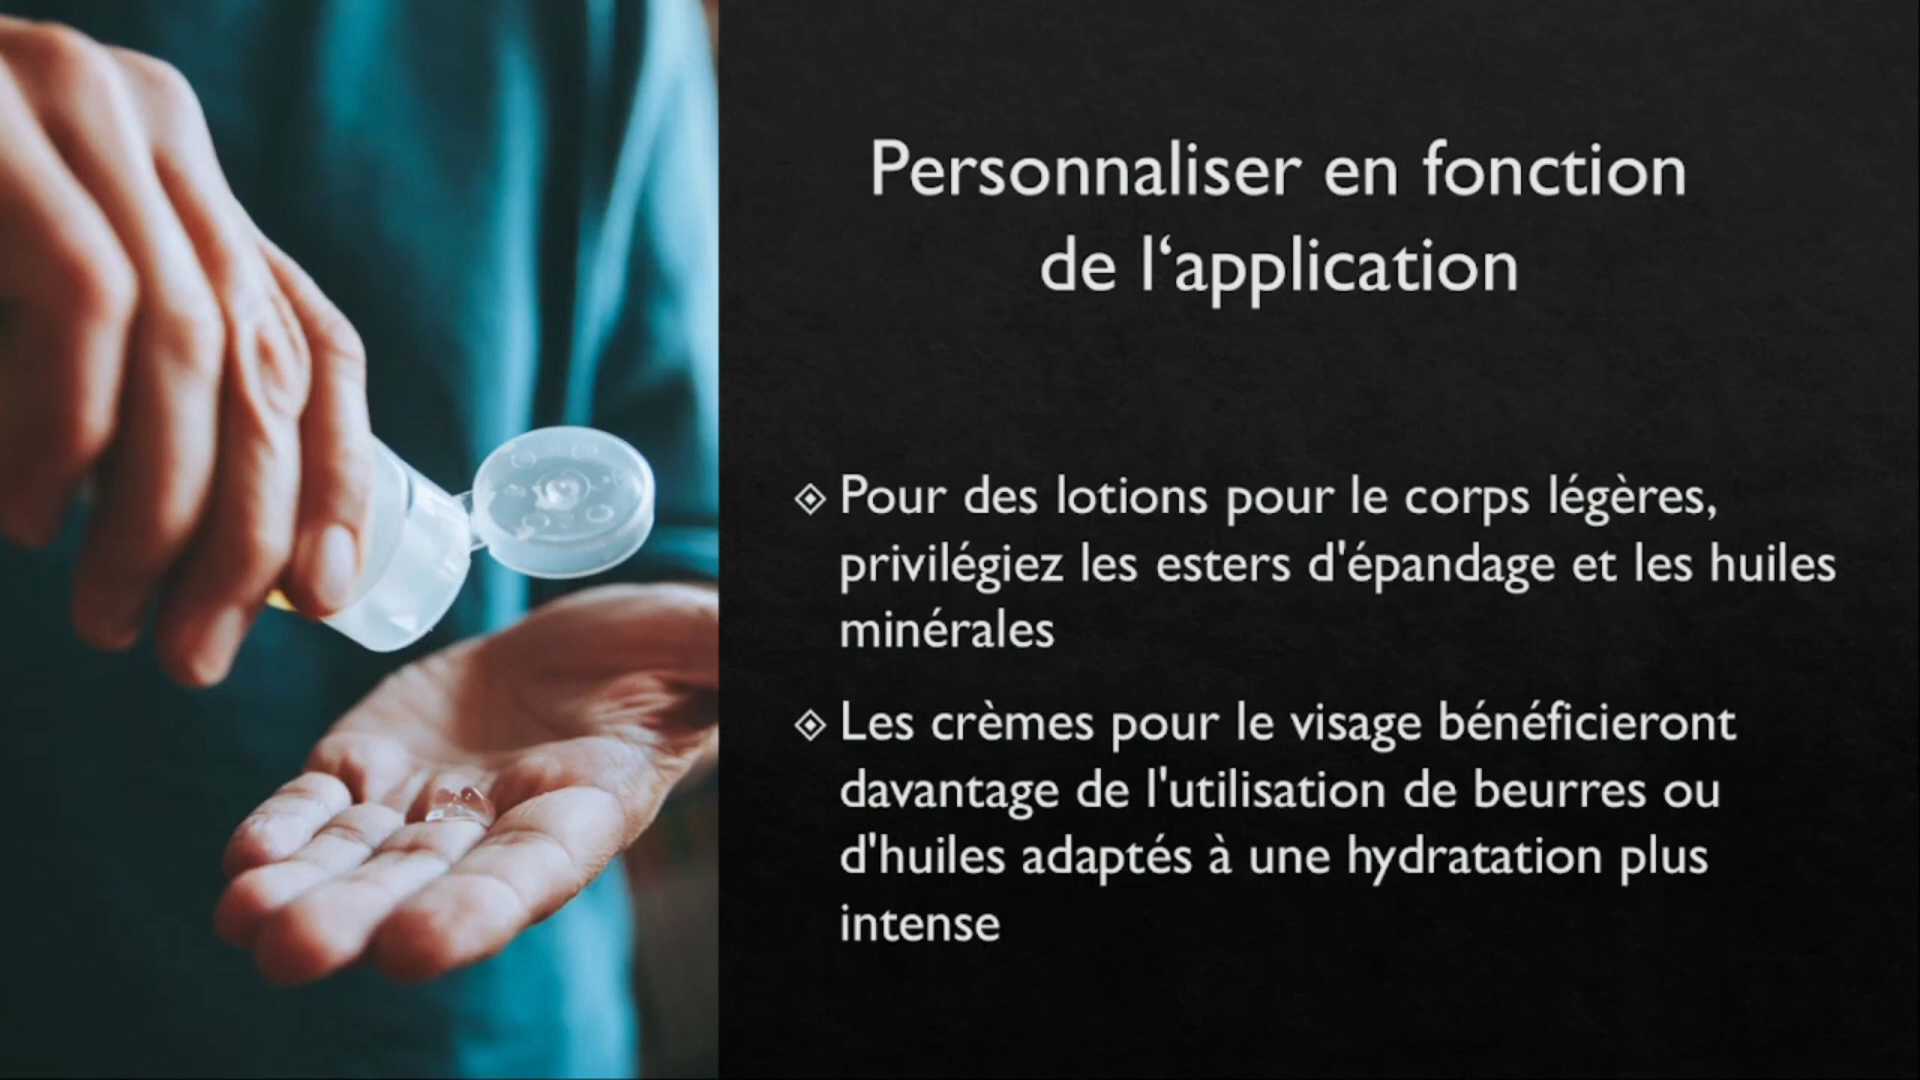 Personnaliser en fonction
de l‘application
Pour des lotions pour le corps légères,
privilégiez les esters d'épandage et les huiles
minérales
Les crèmes pour le visage bénéficieront
davantage de l'utilisation de beurres ou
d'huiles adaptés à une hydratation plus
intense